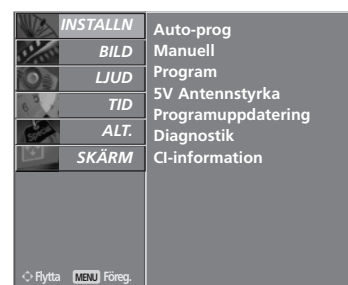 INSTALLN
BILD
LJUD
TID
ALT.
SKÄRM
Auto-prog
Manuell
Program
5V Antennstyrka
Programuppdatering
Diagnostik
CI-information
Flytta MENU Föreg.